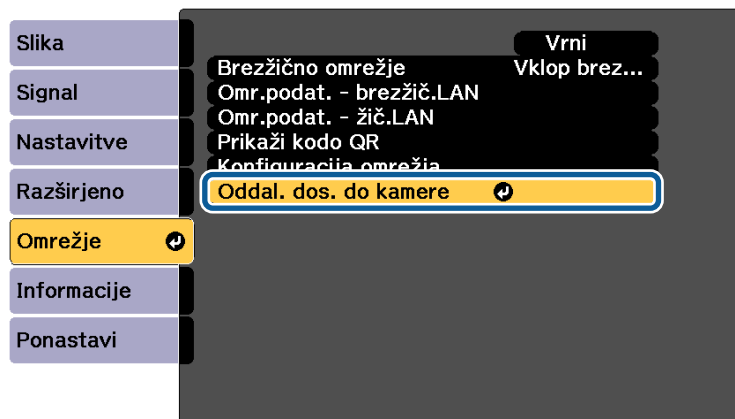 Slika
Signal
Nastavitve
Razširjeno
Omrežje
Informacije
Ponastavi
Vrni
Brezžično omrežje Vklop brez...
Omr.podat. - brezžič.LAN
Omr.podat. - žič.LAN
Prikaži kodo QR
Konfiguracija omrežja
Oddal. dos. do kamere